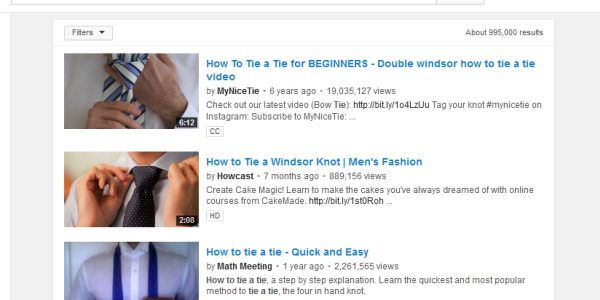 Filters
About 995,000 results
How To Tie a Tie for BEGINNERS - Double windsor how to tie a tie
video
by MyNiceTie • 6 years ago • 19,035,127 views
Check out our latest video (Bow Tie): http://bit.ly/1o4LzUu Tag your knot #mynicetie on
Instagram: Subscribe to MyNiceTie: ...
6:12
CC
How to Tie a Windsor Knot | Men's Fashion
by Howcast • 7 months ago • 889,156 views
Create Cake Magic! Learn to make the cakes you've always dreamed of with online
courses from CakeMade. http://bit.ly/1st0Roh ...
2:08
HD
How to tie a tie - Quick and Easy
by Math Meeting • 1 year ago • 2,261,565 views
How to tie a tie, a step by step explanation. Learn the quickest and most popular
method to tie a tie, the four in hand knot.